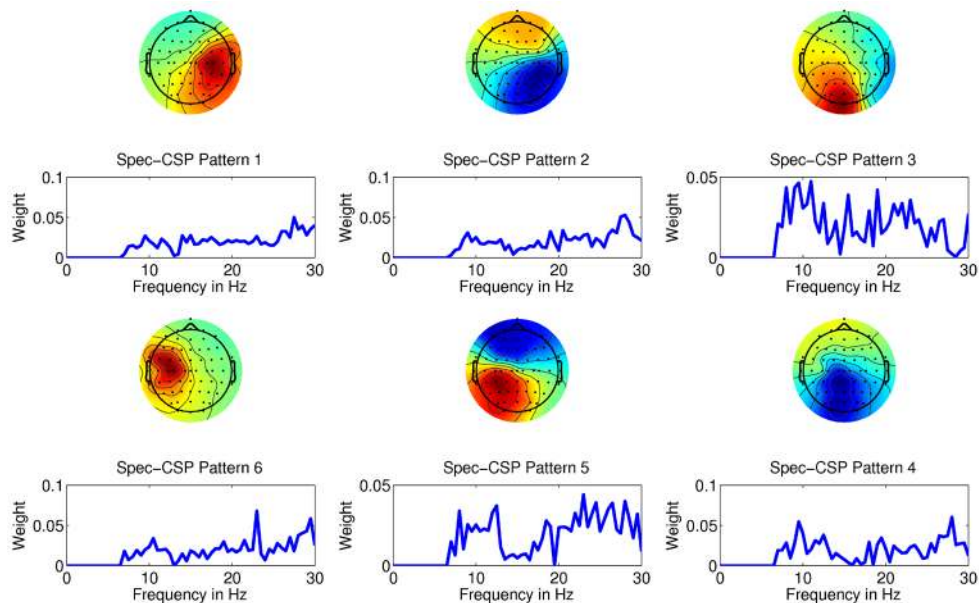 Spec-CSP Pattern 1
Spec-CSP Pattern 2
Spec-CSP Pattern 3
0.1
0.05
0
Weight
0 10 20 30
Frequency in Hz
0.1
0.05
0
Weight
0 10 20 30
Frequency in Hz
0.05
0
Weight
0 10 20 30
Frequency in Hz
Spec-CSP Pattern 6
Spec-CSP Pattern 5
Spec-CSP Pattern 4
0.1
0.05
0
Weight
0 10 20 30
Frequency in Hz
0.05
0
Weight
0 10 20 30
Frequency in Hz
0.1
0.05
0
Weight
0 10 20 30
Frequency in Hz